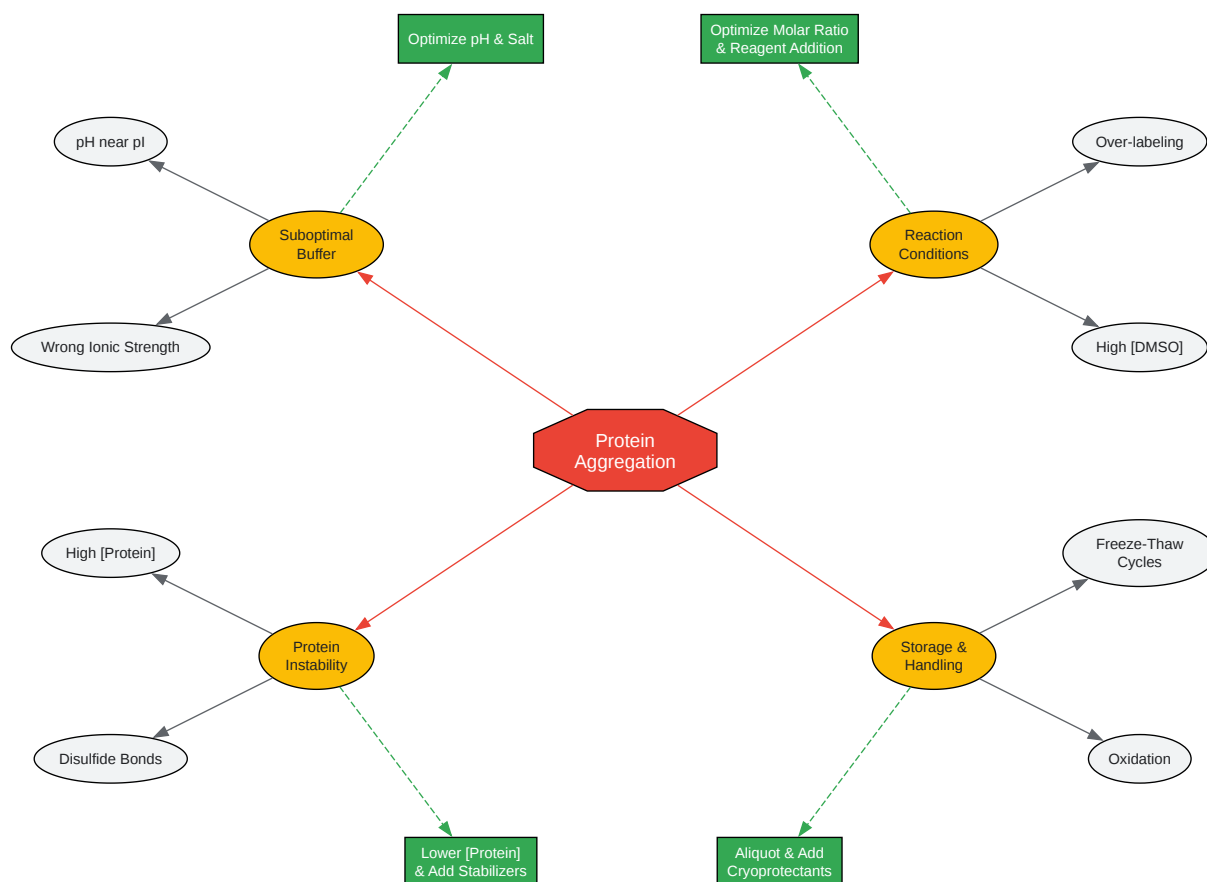 Optimize pH & Salt
Optimize Molar Ratio
& Reagent Addition
pH near pI
Over-labeling
Suboptimal
Buffer
Reaction
Conditions
Wrong Ionic Strength
High [DMSO]
Protein
Aggregation
High [Protein]
Freeze-Thaw
Cycles
Protein
Instability
Storage &
Handling
Disulfide Bonds
Oxidation
Lower [Protein]
& Add Stabilizers
Aliquot & Add
Cryoprotectants